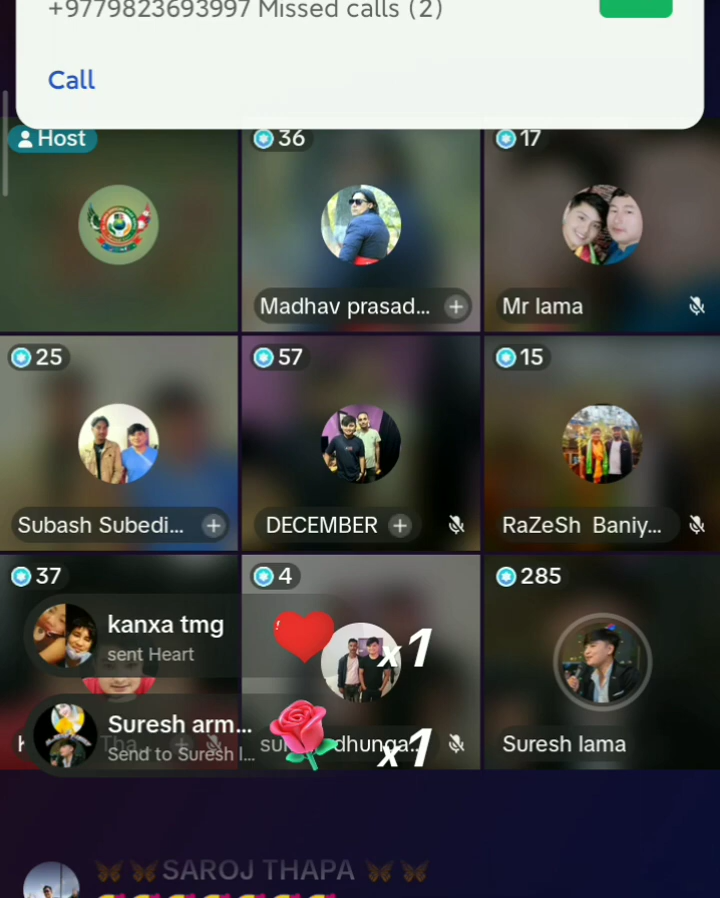 +9779823693997 Missed calls (2)
Call
Host
36
17
Madhav prasad...
Mr lama
25
57
15
Subash Subedi...
DECEMBER
RaZeSh Baniy...
37
4
285
kanxa tmg
sent Heart
x1
Suresh arm...
Send to Suresh l...
x1
Suresh lama
SAROJ THAPA